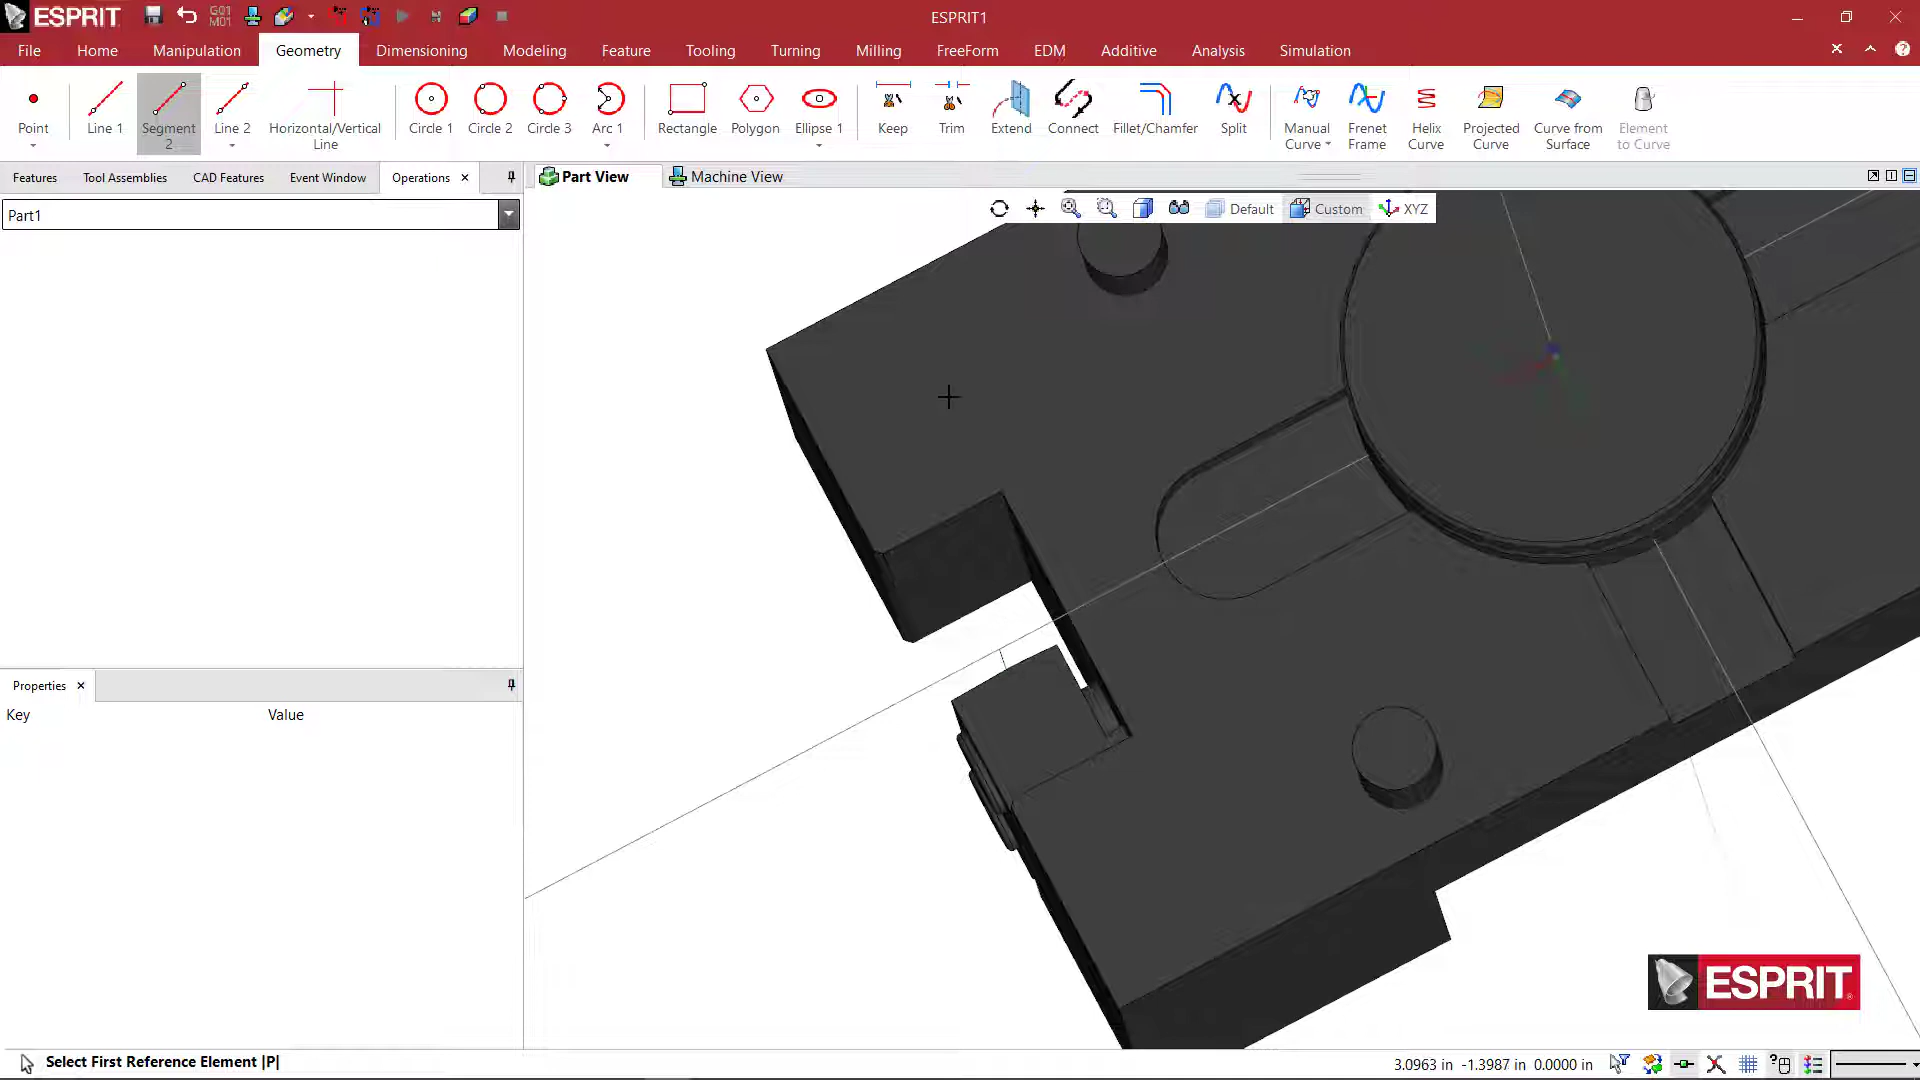 ESPRIT
G01
M01
ESPRIT1
File Home Manipulation Geometry Dimensioning Modeling Feature Tooling Turning Milling FreeForm EDM Additive Analysis Simulation
Point Line 1 Segment 2 Line 2 Horizontal/Vertical Line Circle 1 Circle 2 Circle 3 Arc 1 Rectangle Polygon Ellipse 1 Keep Trim Extend Connect Fillet/Chamfer Split Manual Curve Frenet Frame Helix Curve Projected Curve Curve from Surface Element to Curve
Features Tool Assemblies CAD Features Event Window Operations
Part View Machine View
Part1
Default Custom XYZ
Properties
Key Value
ESPRIT
Select First Reference Element |P|
3.0963 in -1.3987 in 0.0000 in